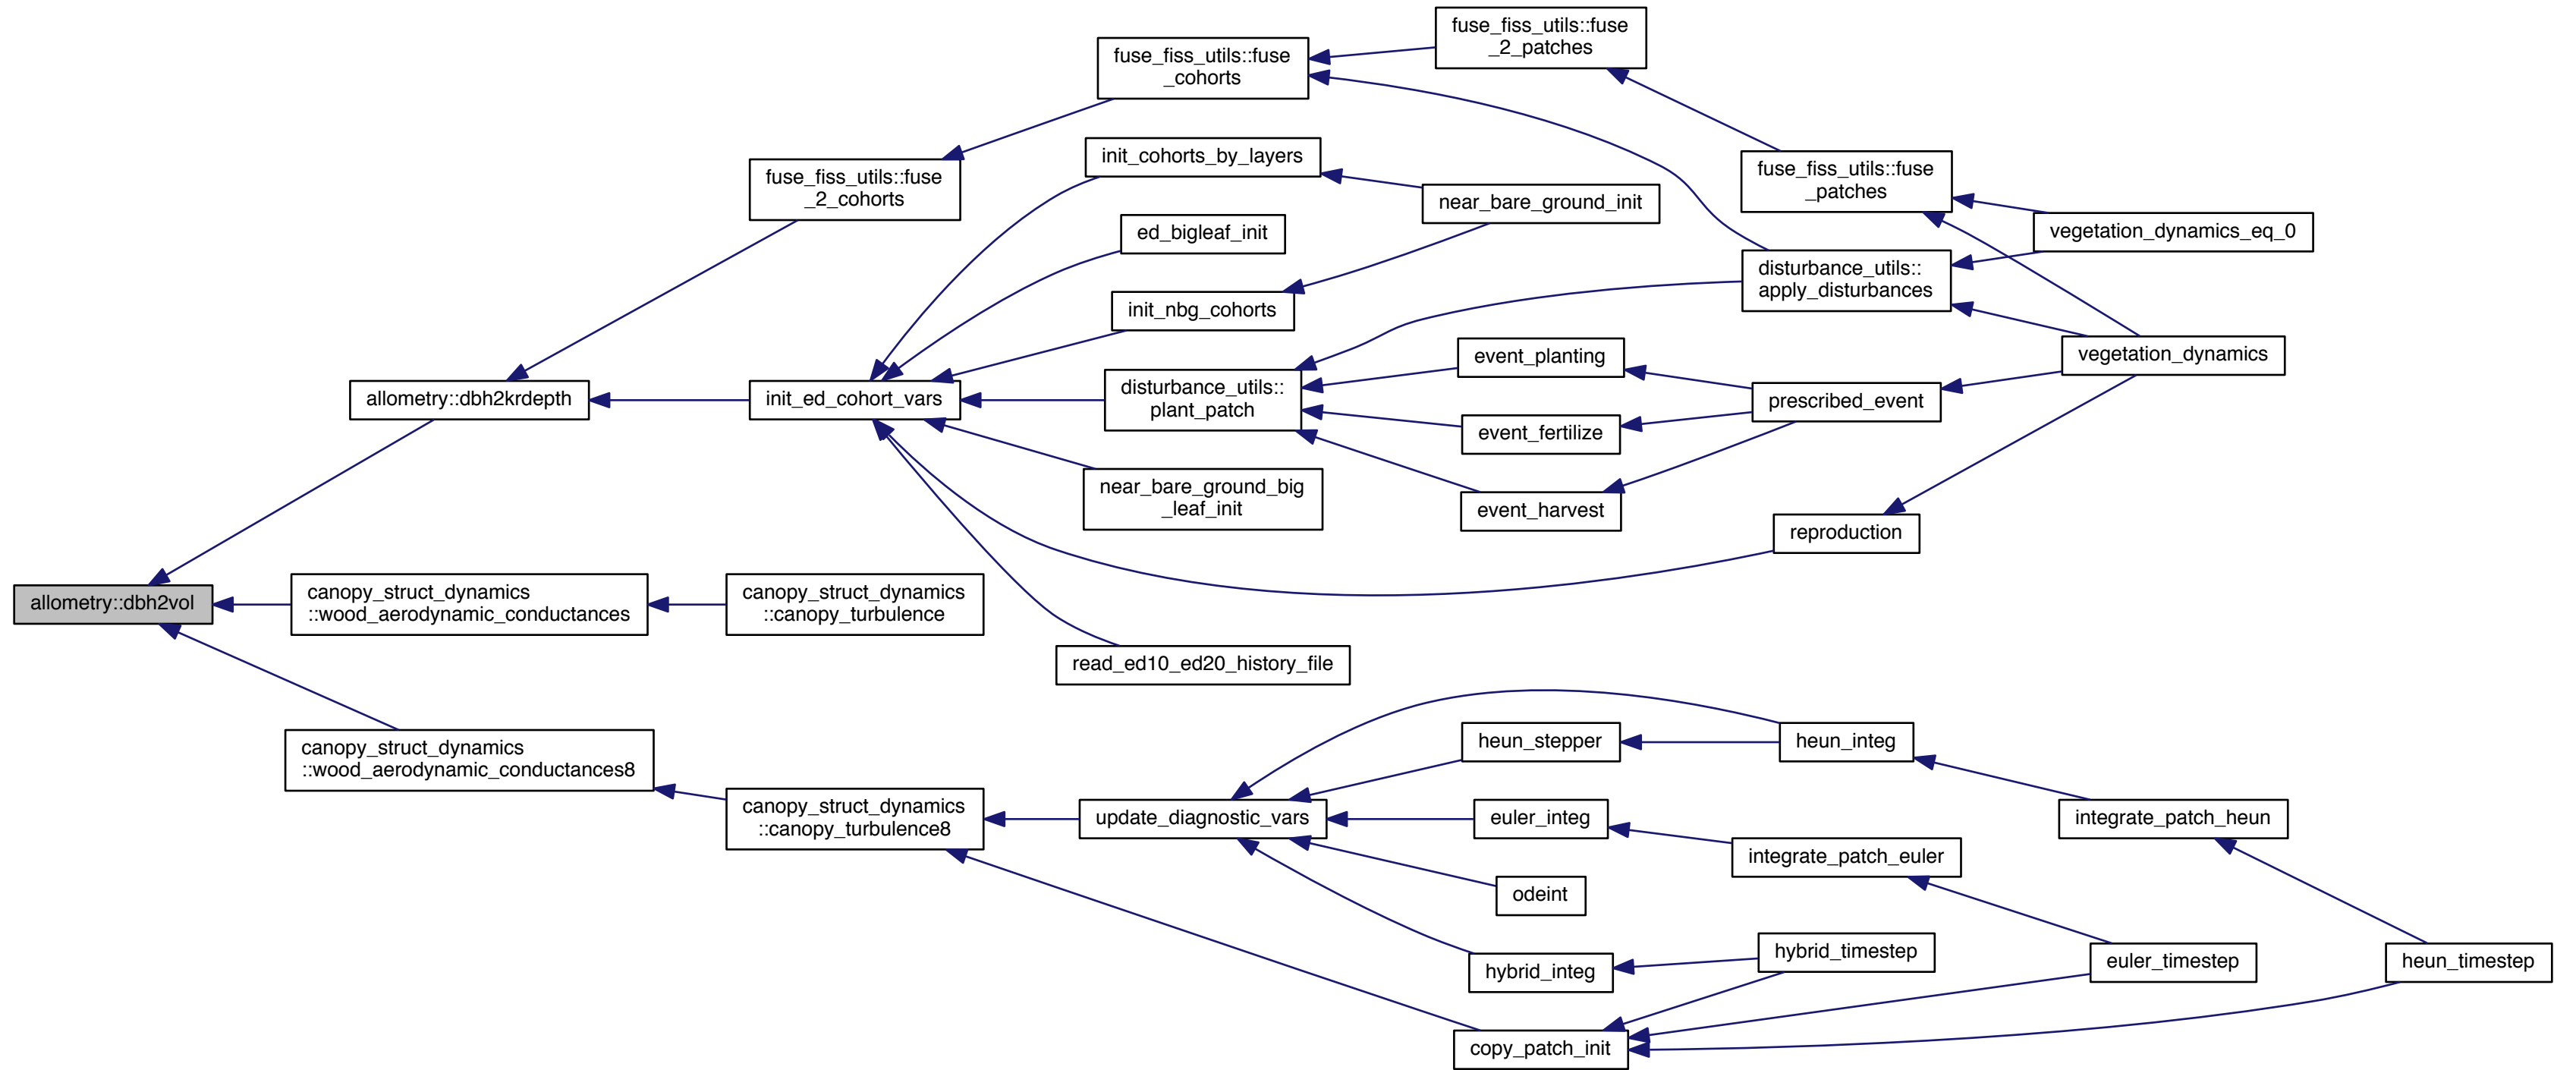 fuse_fiss_utils::fuse
_2_patches
fuse_fiss_utils::fuse
_cohorts
init_cohorts_by_layers
fuse_fiss_utils::fuse
_patches
fuse_fiss_utils::fuse
_2_cohorts
near_bare_ground_init
ed_bigleaf_init
vegetation_dynamics_eq_0
disturbance_utils::
apply_disturbances
init_nbg_cohorts
event_planting
vegetation_dynamics
allometry::dbh2krdepth
init_ed_cohort_vars
disturbance_utils::
plant_patch
prescribed_event
event_fertilize
near_bare_ground_big
_leaf_init
event_harvest
reproduction
allometry::dbh2vol
canopy_struct_dynamics
::wood_aerodynamic_conductances
canopy_struct_dynamics
::canopy_turbulence
read_ed10_ed20_history_file
canopy_struct_dynamics
::wood_aerodynamic_conductances8
heun_stepper
heun_integ
canopy_struct_dynamics
::canopy_turbulence8
update_diagnostic_vars
euler_integ
integrate_patch_heun
integrate_patch_euler
odeint
hybrid_integ
hybrid_timestep
euler_timestep
heun_timestep
copy_patch_init